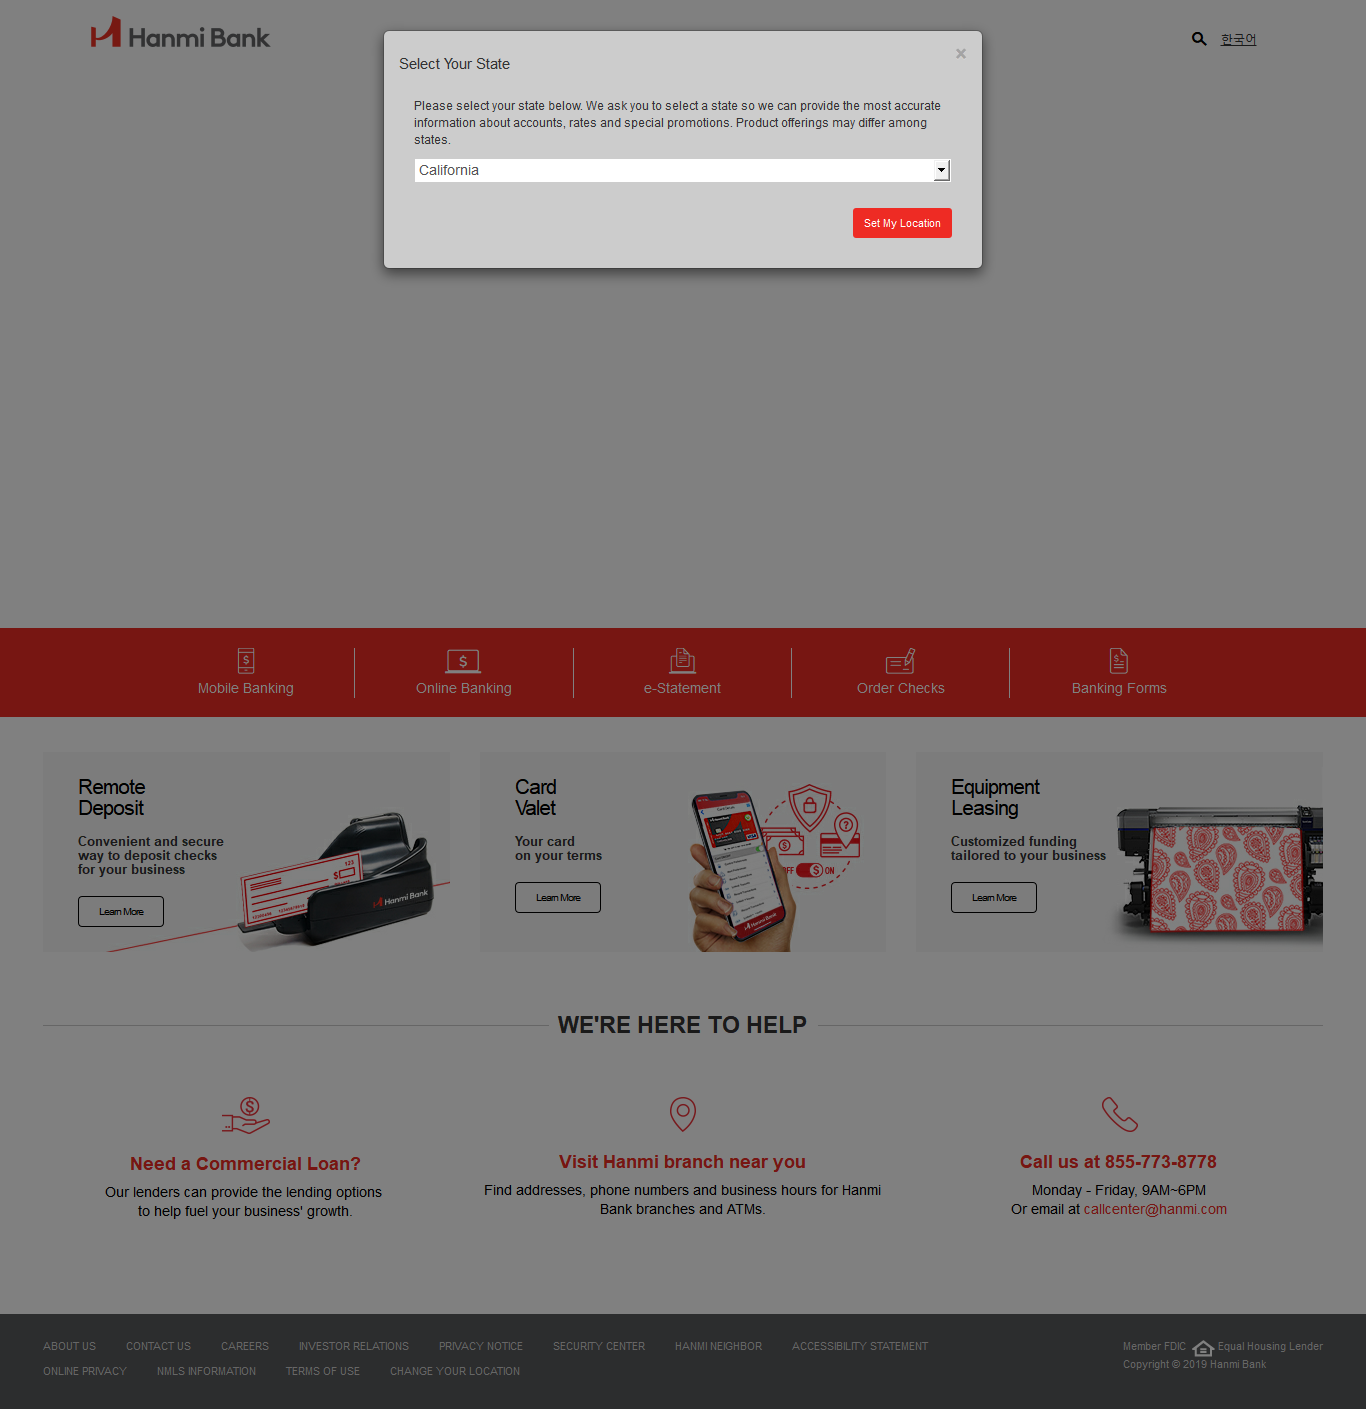 Hanmi Bank
한국어
Select Your State
×
Please select your state below. We ask you to select a state so we can provide the most accurate
information about accounts, rates and special promotions. Product offerings may differ among
states.
California
Set My Location
Mobile Banking
Online Banking
e-Statement
Order Checks
Banking Forms
Remote
Deposit
Convenient and secure
way to deposit checks
for your business
Learn More
123
$
Hanmi Bank
Card
Valet
Your card
on your terms
Learn More
Hanmi Bank
FF $ ON
Equipment
Leasing
Customized funding
tailored to your business
Learn More
WE'RE HERE TO HELP
Need a Commercial Loan?
Our lenders can provide the lending options
to help fuel your business' growth.
Visit Hanmi branch near you
Find addresses, phone numbers and business hours for Hanmi
Bank branches and ATMs.
Call us at 855-773-8778
Monday - Friday, 9AM~6PM
Or email at callcenter@hanmi.com
ABOUT US
CONTACT US
CAREERS
INVESTOR RELATIONS
PRIVACY NOTICE
SECURITY CENTER
HANMI NEIGHBOR
ACCESSIBILITY STATEMENT
ONLINE PRIVACY
NMLS INFORMATION
TERMS OF USE
CHANGE YOUR LOCATION
Member FDIC Equal Housing Lender
Copyright © 2019 Hanmi Bank